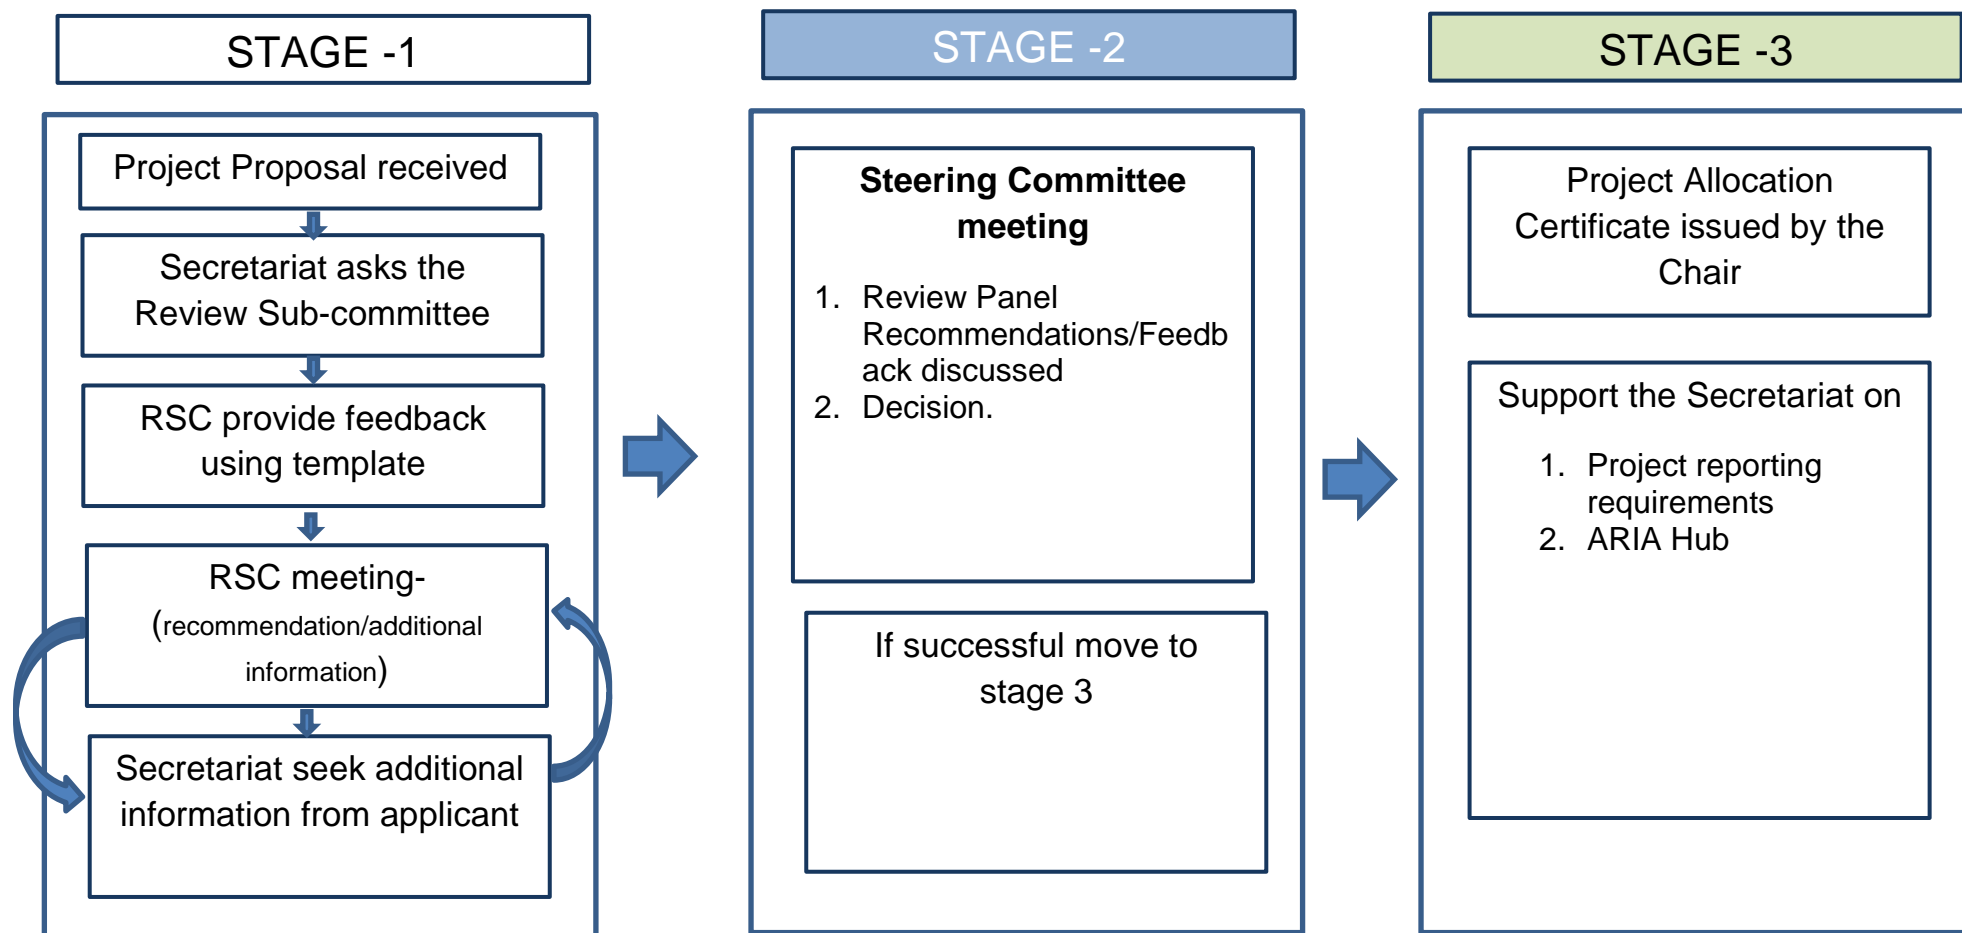 STAGE -1
Project Proposal received
Secretariat asks the
Review Sub-committee
RSC provide feedback
using template
RSC meeting-
(recommendation/additional
information)
Secretariat seek additional
information from applicant
STAGE -2
Steering Committee
meeting
1. Review Panel
Recommendations/Feedb
ack discussed
2. Decision.
If successful move to
stage 3
STAGE -3
Project Allocation
Certificate issued by the
Chair
Support the Secretariat on
1. Project reporting
requirements
2. ARIA Hub